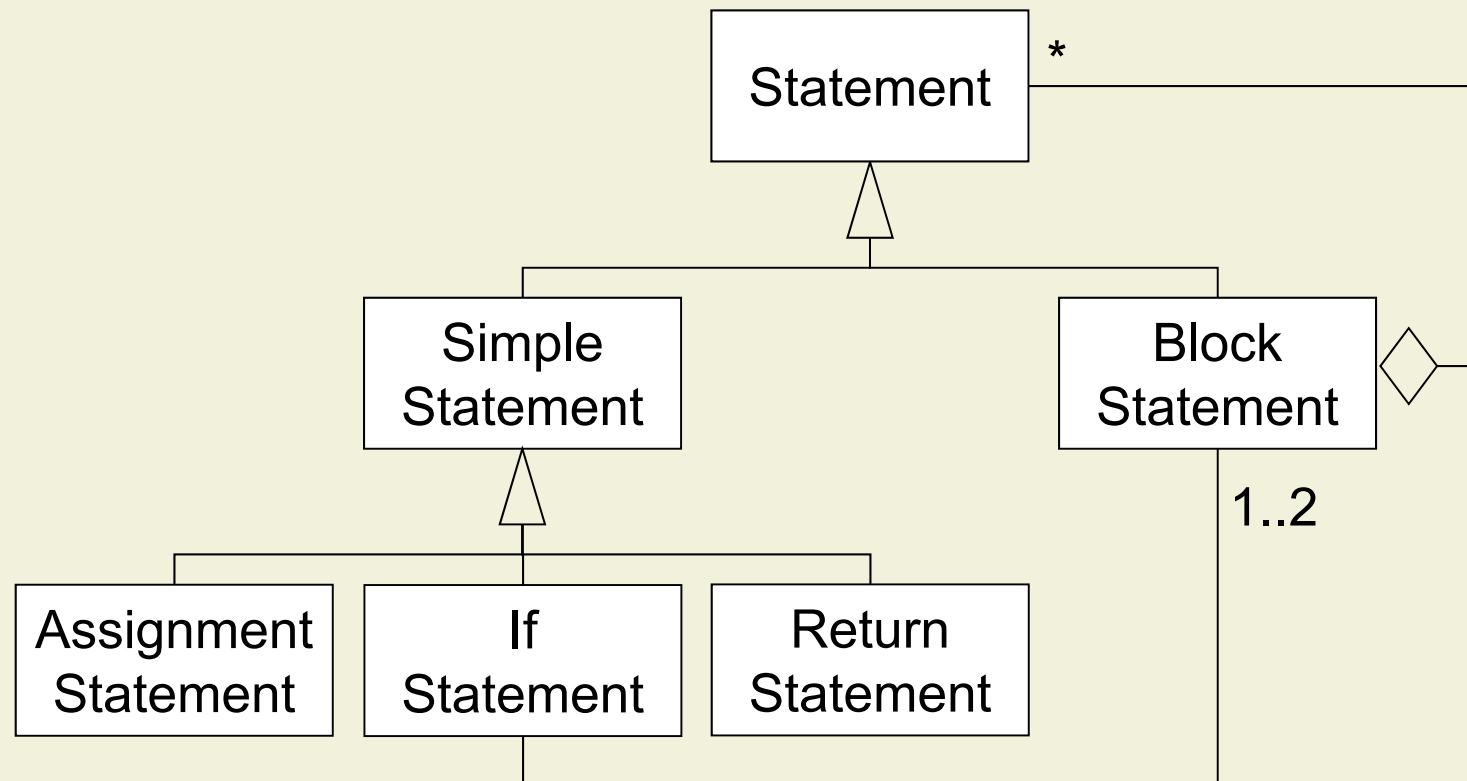 Statement
*
Simple
Statement
Block
Statement
1..2
Assignment
Statement
If
Statement
Return
Statement